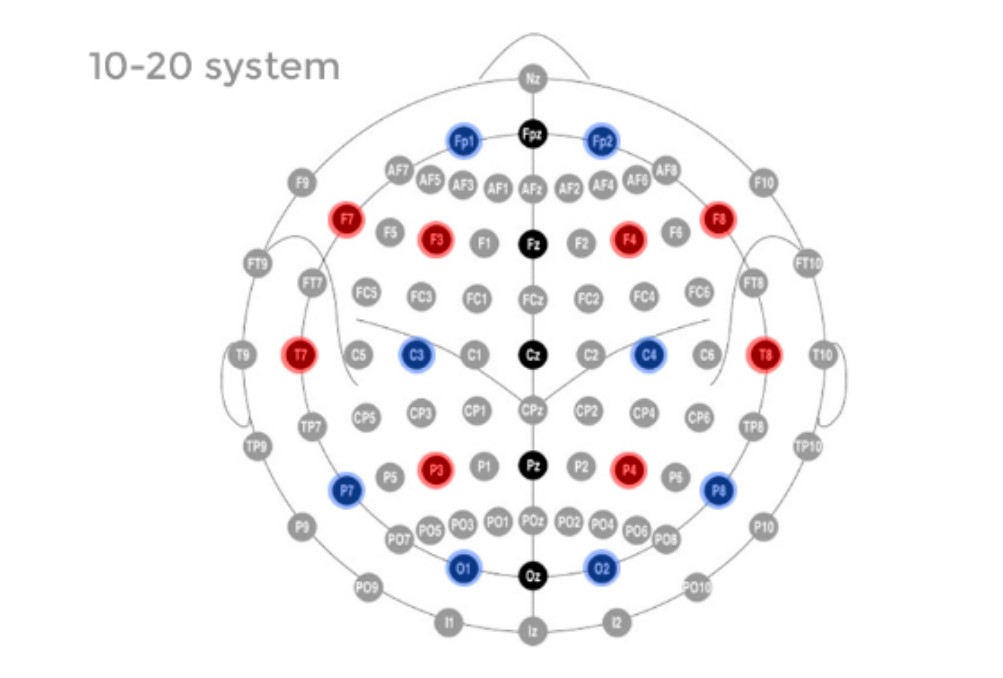 10-20 system
Nz
Fp1 Fpz Fp2
AF7 AF5 AF3 AF1 AFz AF2 AF4 AF6 AF8
F9 F10
F7 F5 F3 F1 Fz F2 F4 F6 F8
FT9 FT7 FC5 FC3 FC1 FCz FC2 FC4 FC6 FT8 FT10
T9 T7 C5 C3 C1 Cz C2 C4 C6 T8 T10
TP7 CP5 CP3 CP1 CPz CP2 CP4 CP6 TP8
TP9 TP10
P7 P5 P3 P1 Pz P2 P4 P6 P8
P9 P10
PO7 PO5 PO3 PO1 POz PO2 PO4 PO6 PO8
O1 Oz O2
PO9 PO10
I1 Iz I2